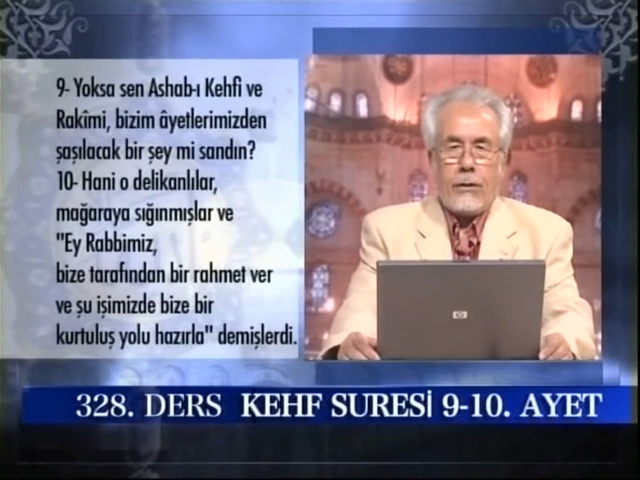 9- Yoksa sen Ashab-ı Kehfi ve
Rakîmi, bizim âyetlerimizden
şaşılacak bir şey mi sandın?
10- Hani o delikanlılar,
mağaraya sığınmışlar ve
"Ey Rabbimiz,
bize tarafından bir rahmet ver
ve şu işimizde bize bir
kurtuluş yolu hazırla" demişlerdi.
hp
328. DERS KEHF SURESİ 9-10. AYET